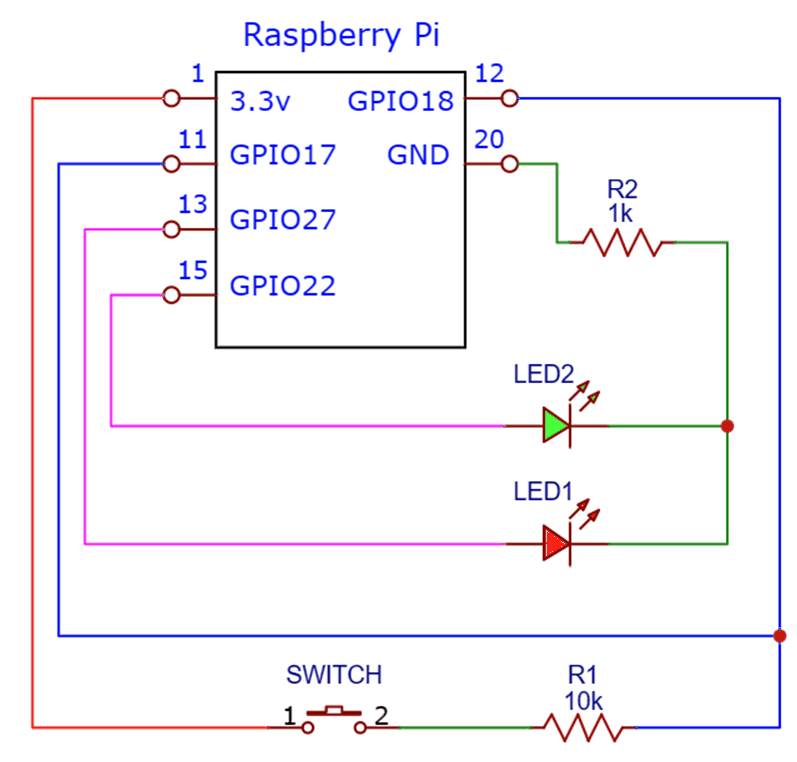 Raspberry Pi
1
12
3.3v
GPIO18
11
20
GPIO17
GND
13
GPIO27
R2
1k
15
GPIO22
LED2
LED1
SWITCH
R1
1
2
10k